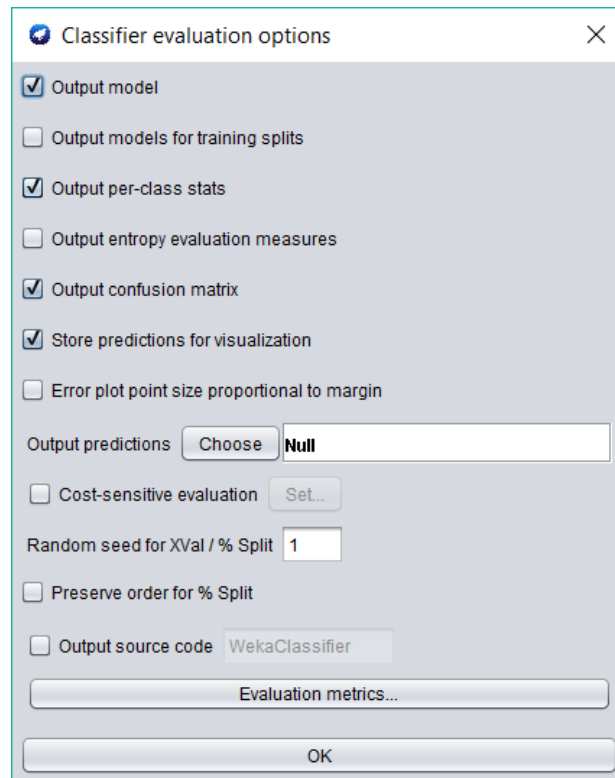 Classifier evaluation options
Output model
Output models for training splits
Output per-class stats
Output entropy evaluation measures
Output confusion matrix
Store predictions for visualization
Error plot point size proportional to margin
Output predictions Choose Null
Cost-sensitive evaluation Set...
Random seed for XVal / % Split 1
Preserve order for % Split
Output source code WekaClassifier
Evaluation metrics...
OK